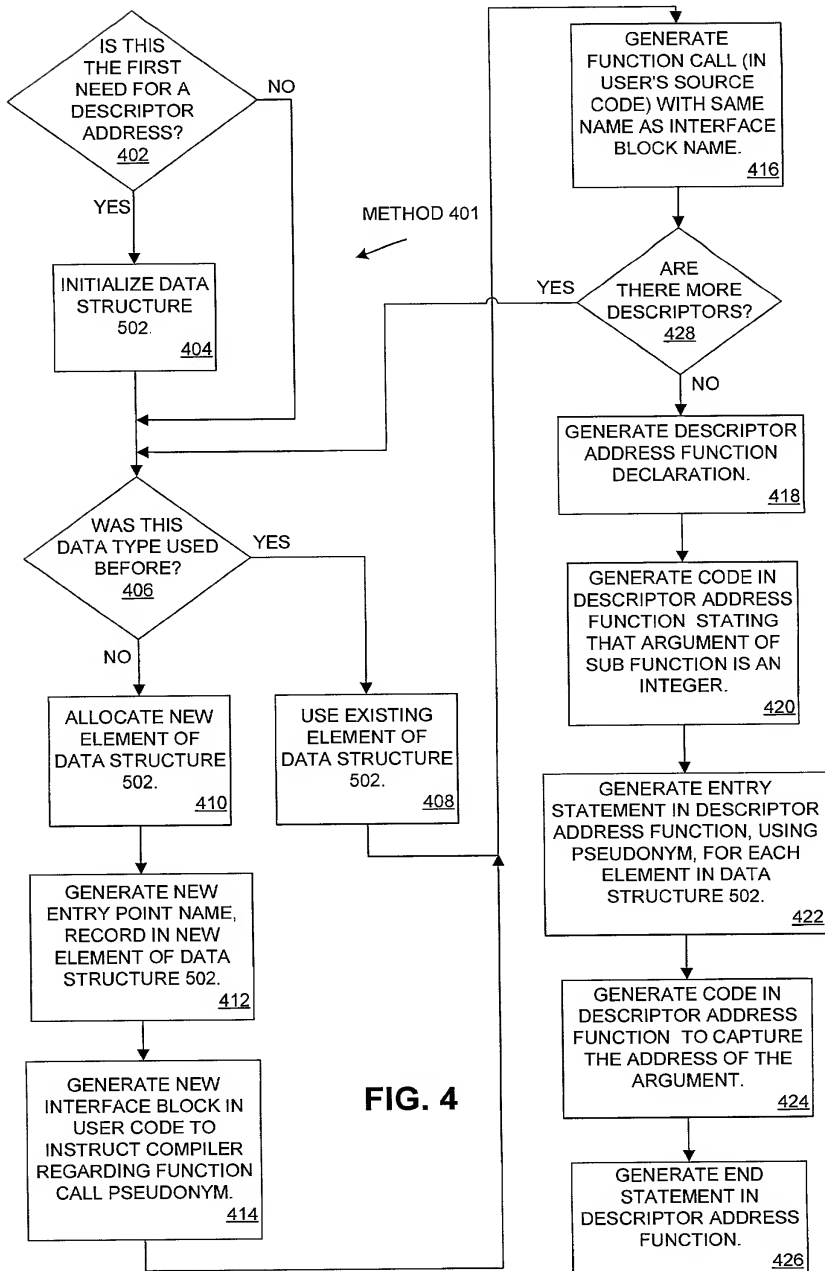 IS THIS
THE FIRST
NEED FOR A
DESCRIPTOR
ADDRESS?
402
NO
YES
INITIALIZE DATA
STRUCTURE
502.
404
METHOD 401
WAS THIS
DATA TYPE USED
BEFORE?
406
YES
NO
ALLOCATE NEW
ELEMENT OF
DATA STRUCTURE
502.
410
USE EXISTING
ELEMENT OF
DATA STRUCTURE
502.
408
GENERATE NEW
ENTRY POINT NAME,
RECORD IN NEW
ELEMENT OF DATA
STRUCTURE 502.
412
GENERATE NEW
INTERFACE BLOCK IN
USER CODE TO
INSTRUCT COMPILER
REGARDING FUNCTION
CALL PSEUDONYM.
414
GENERATE
FUNCTION CALL (IN
USER'S SOURCE
CODE) WITH SAME
NAME AS INTERFACE
BLOCK NAME.
416
ARE
THERE MORE
DESCRIPTORS?
428
YES
NO
GENERATE DESCRIPTOR
ADDRESS FUNCTION
DECLARATION.
418
GENERATE CODE IN
DESCRIPTOR ADDRESS
FUNCTION STATING
THAT ARGUMENT OF
SUB FUNCTION IS AN
INTEGER.
420
GENERATE ENTRY
STATEMENT IN DESCRIPTOR
ADDRESS FUNCTION, USING
PSEUDONYM, FOR EACH
ELEMENT IN DATA
STRUCTURE 502.
422
GENERATE CODE IN
DESCRIPTOR ADDRESS
FUNCTION TO CAPTURE
THE ADDRESS OF THE
ARGUMENT.
424
GENERATE END
STATEMENT IN
DESCRIPTOR ADDRESS
FUNCTION.
426
FIG. 4